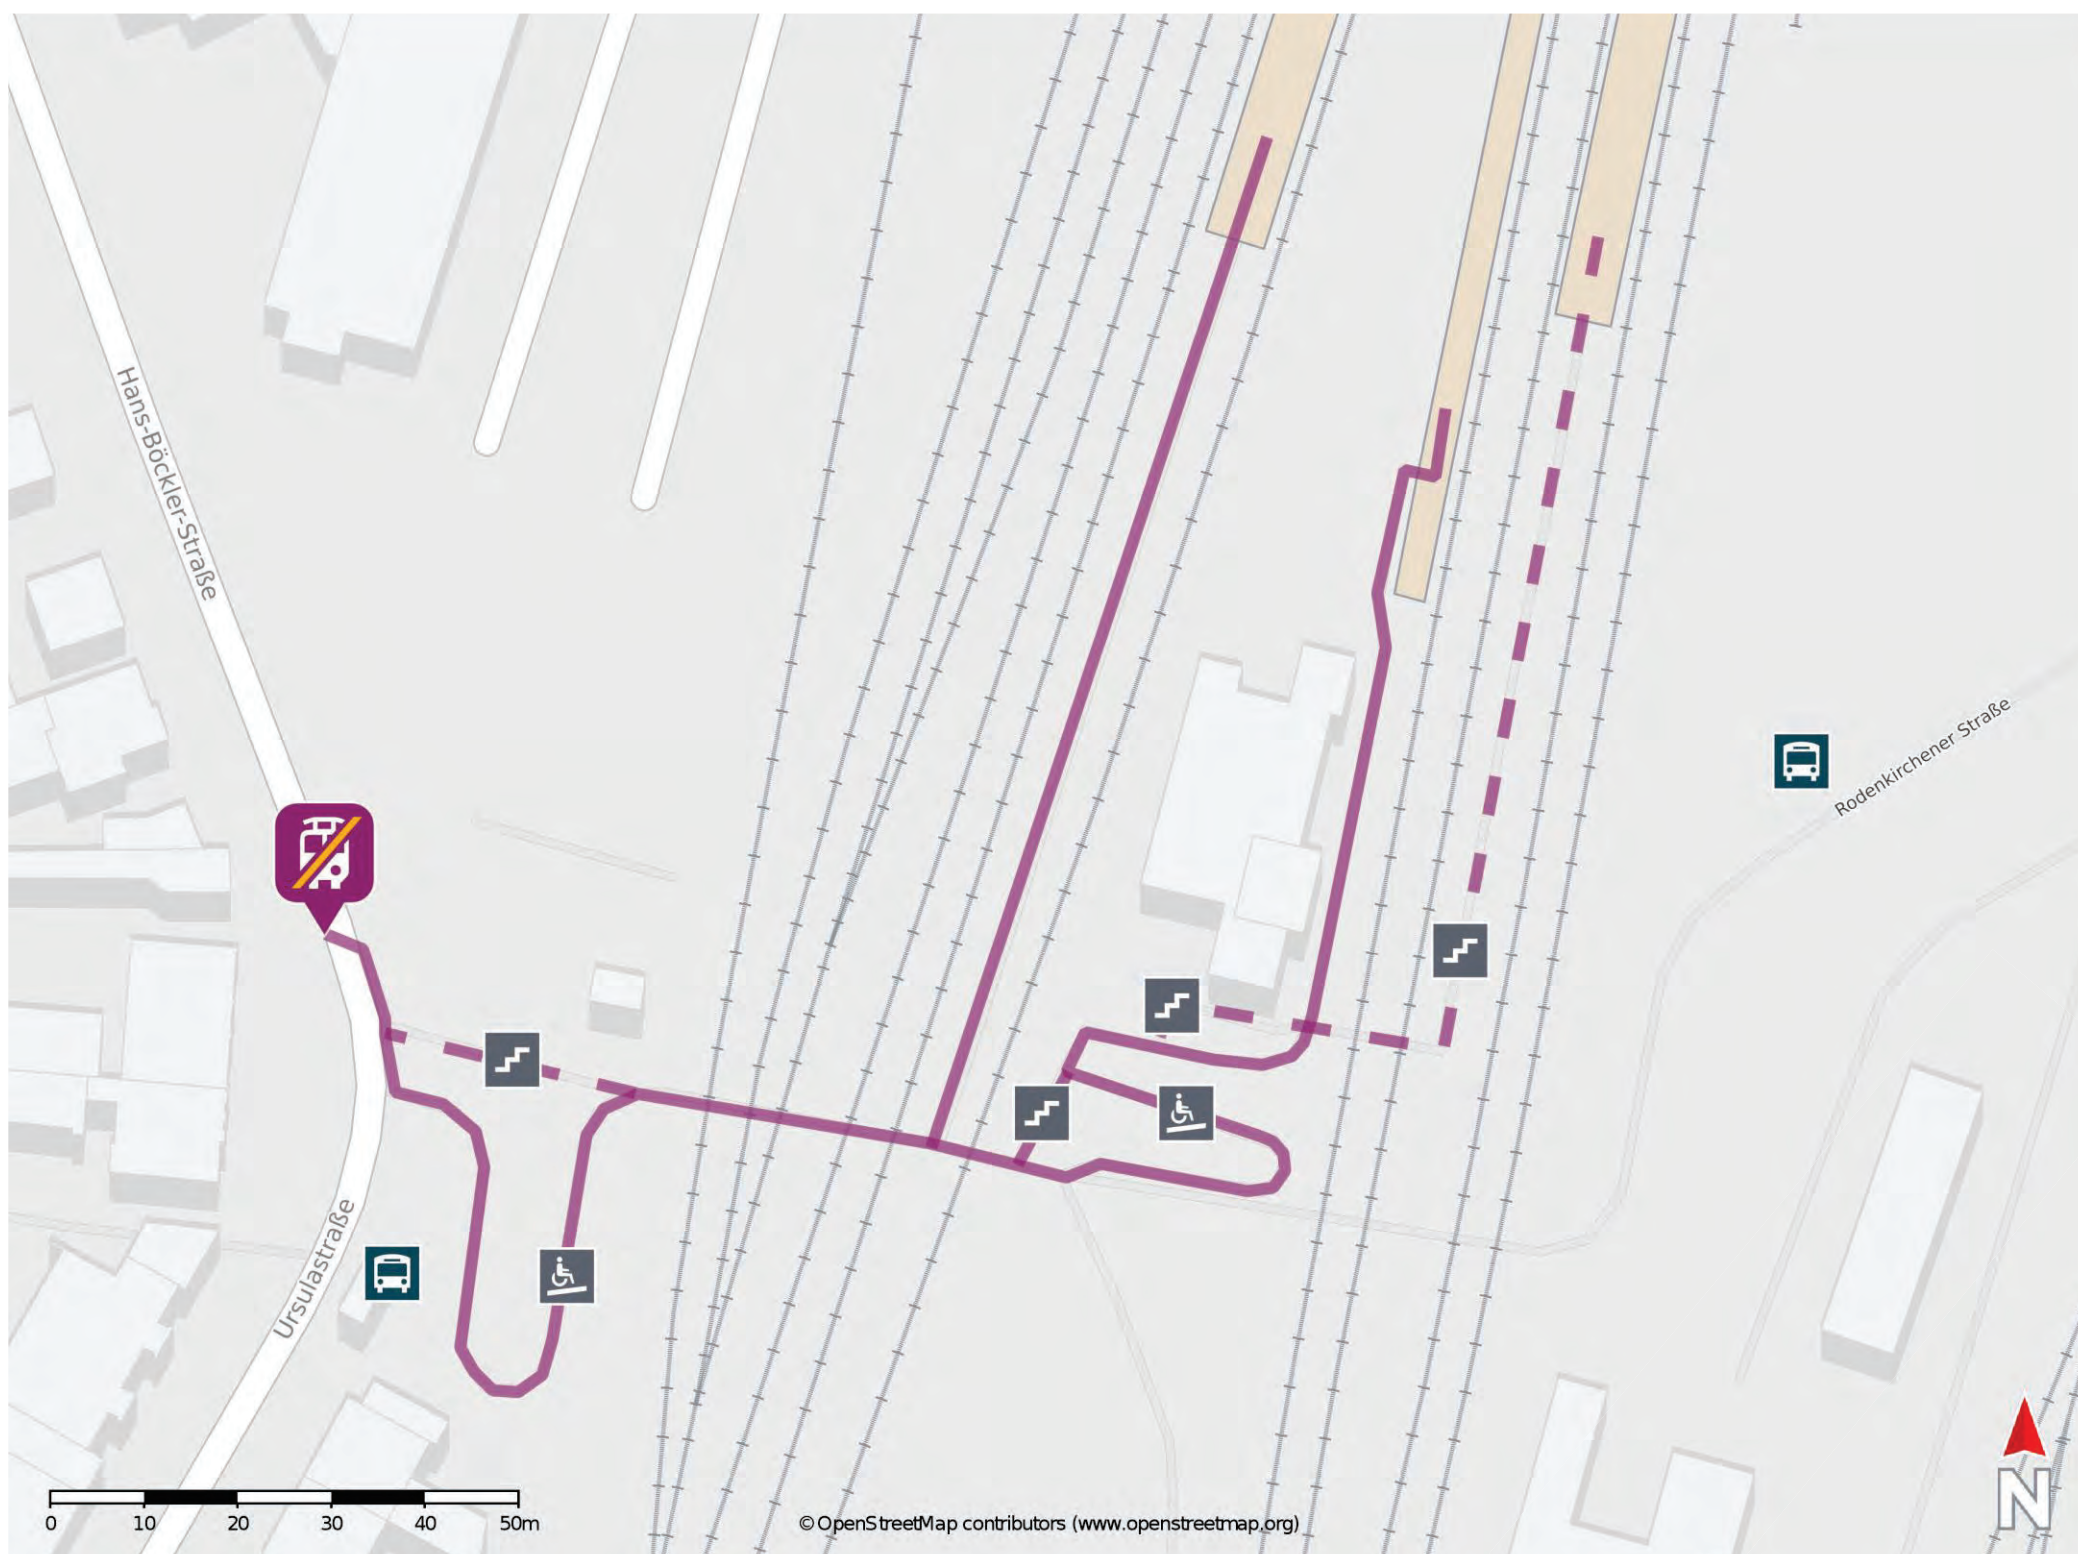 Hans-Böckler-Straße
Rodenkirchener Straße
Ursulastraße
0 10 20 30 40 50m
© OpenStreetMap contributors (www.openstreetmap.org)
N